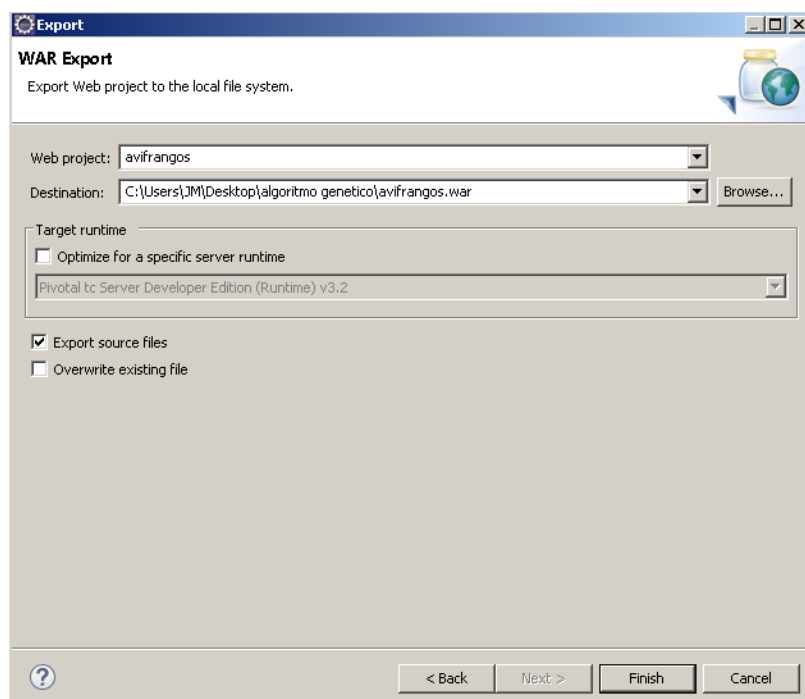 Export
WAR Export
Export Web project to the local file system.
Web project: avifrangos
Destination: C:\Users\JM\Desktop\algoritmo genetico\avifrangos.war Browse...
Target runtime
Optimize for a specific server runtime
Pivotal tc Server Developer Edition (Runtime) v3.2
Export source files
Overwrite existing file
? < Back Next > Finish Cancel